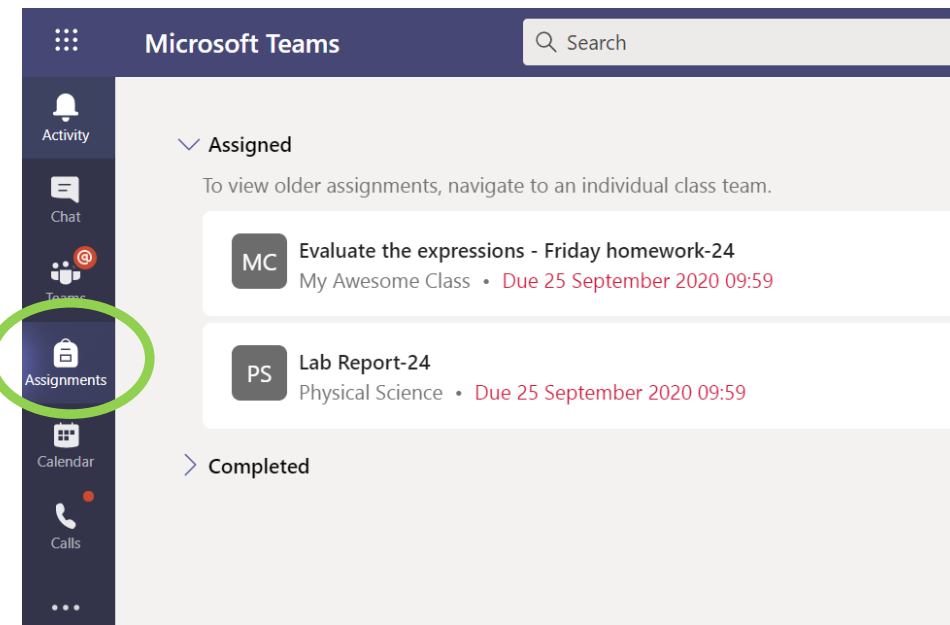 Microsoft Teams
Search
Activity
Chat
@
Teams
Assignments
Calendar
Calls
Assigned
To view older assignments, navigate to an individual class team.
MC
Evaluate the expressions - Friday homework-24
My Awesome Class • Due 25 September 2020 09:59
PS
Lab Report-24
Physical Science • Due 25 September 2020 09:59
Completed